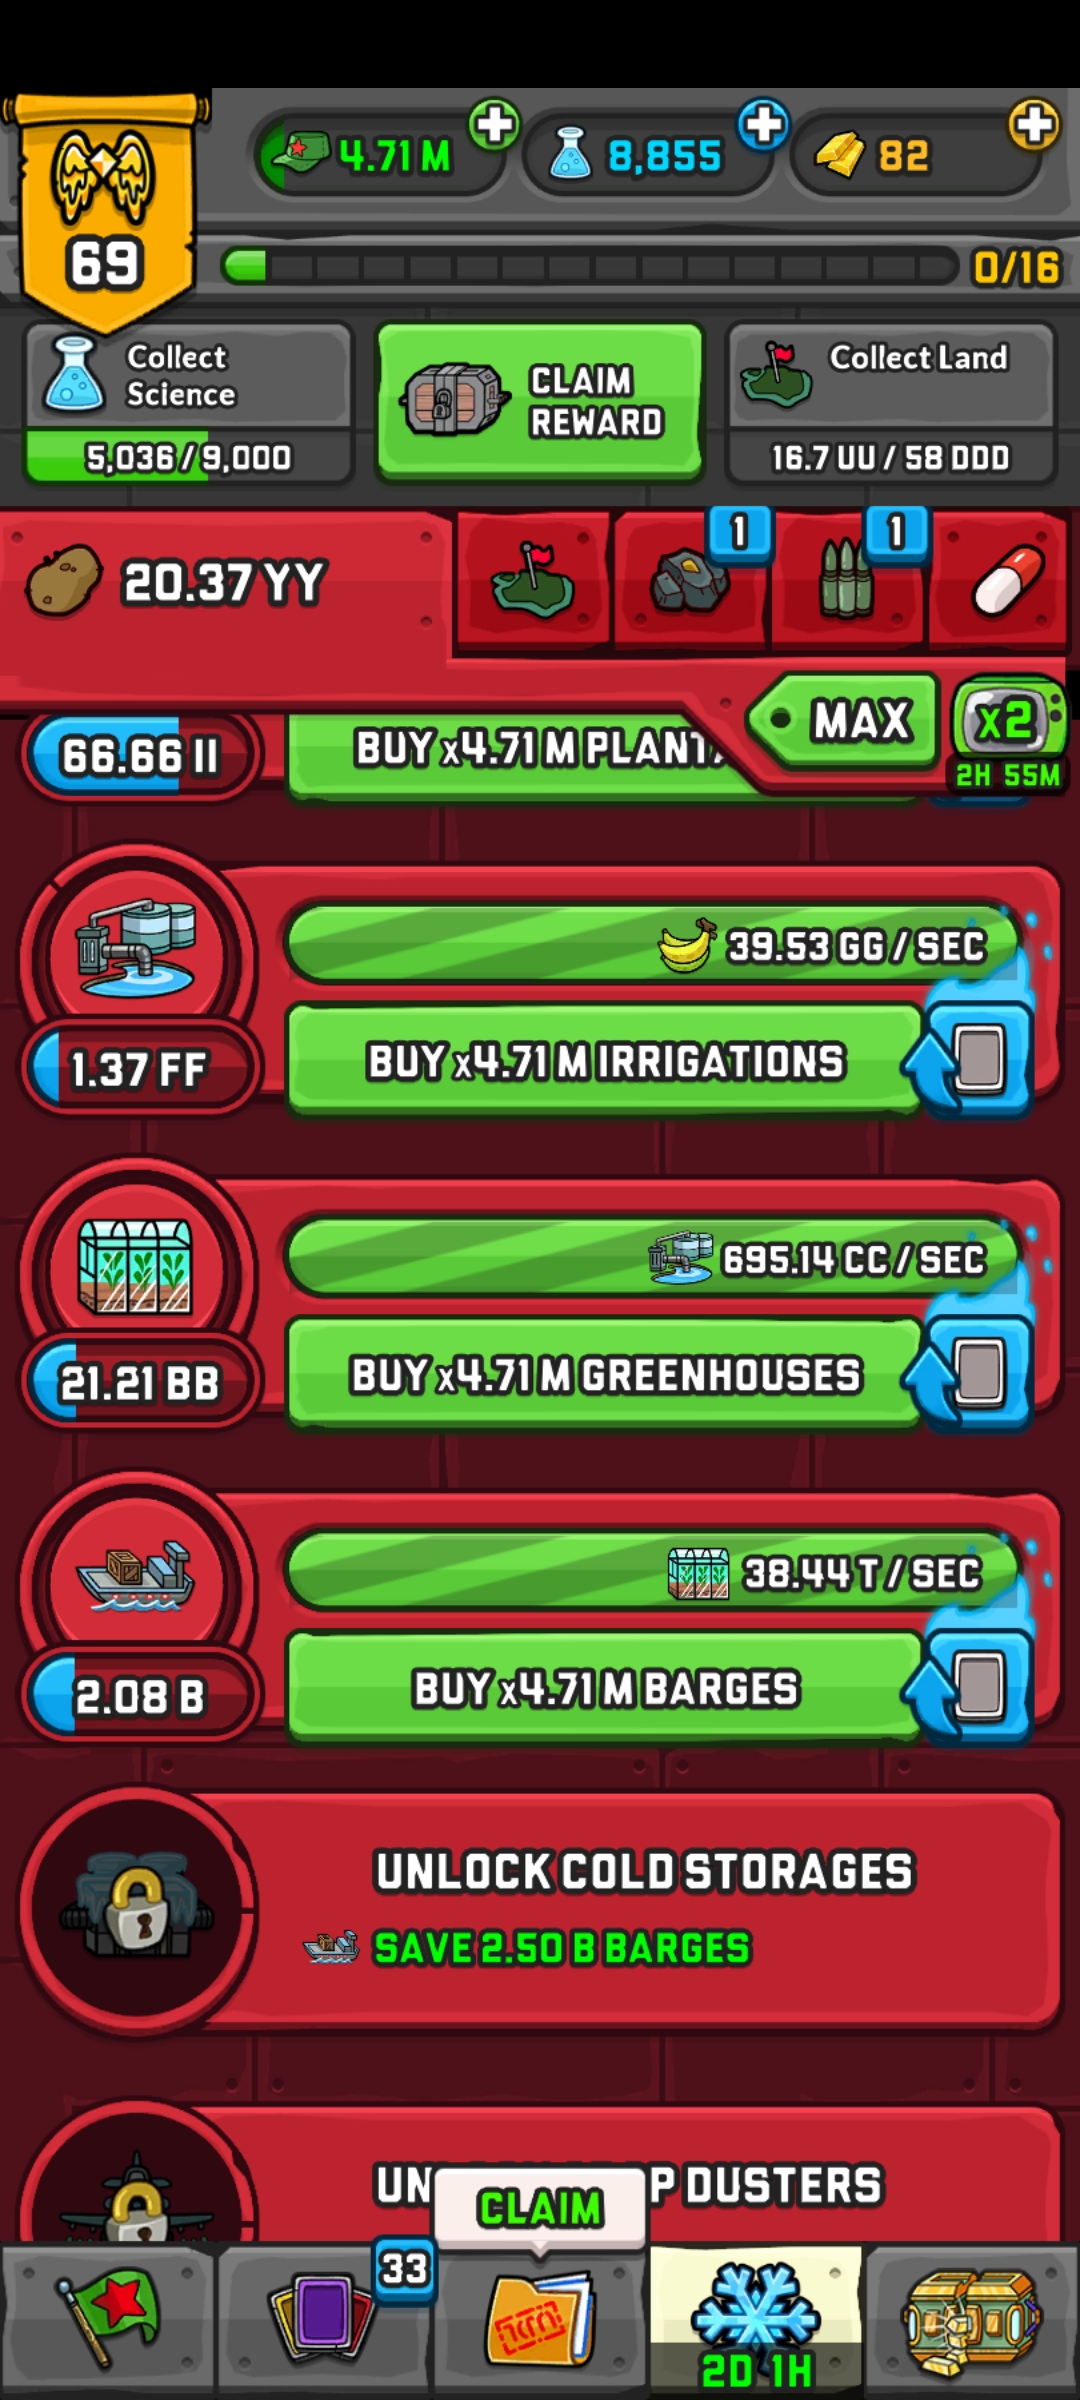 4.71 M
8,855
82
69
0/16
Collect
Science
5,036 / 9,000
CLAIM
REWARD
Collect Land
16.7 UU / 58 DDD
20.37 YY
1
1
MAX
x2
2H 55M
66.66 II
BUY x4.71 M
1.37 FF
39.53 GG / SEC
BUY x4.71 M IRRIGATIONS
21.21 BB
695.14 CC / SEC
BUY x4.71 M GREENHOUSES
2.08 B
38.44 T / SEC
BUY x4.71 M BARGES
UNLOCK COLD STORAGES
SAVE 2.50 B BARGES
DUSTERS
CLAIM
33
2D 1H